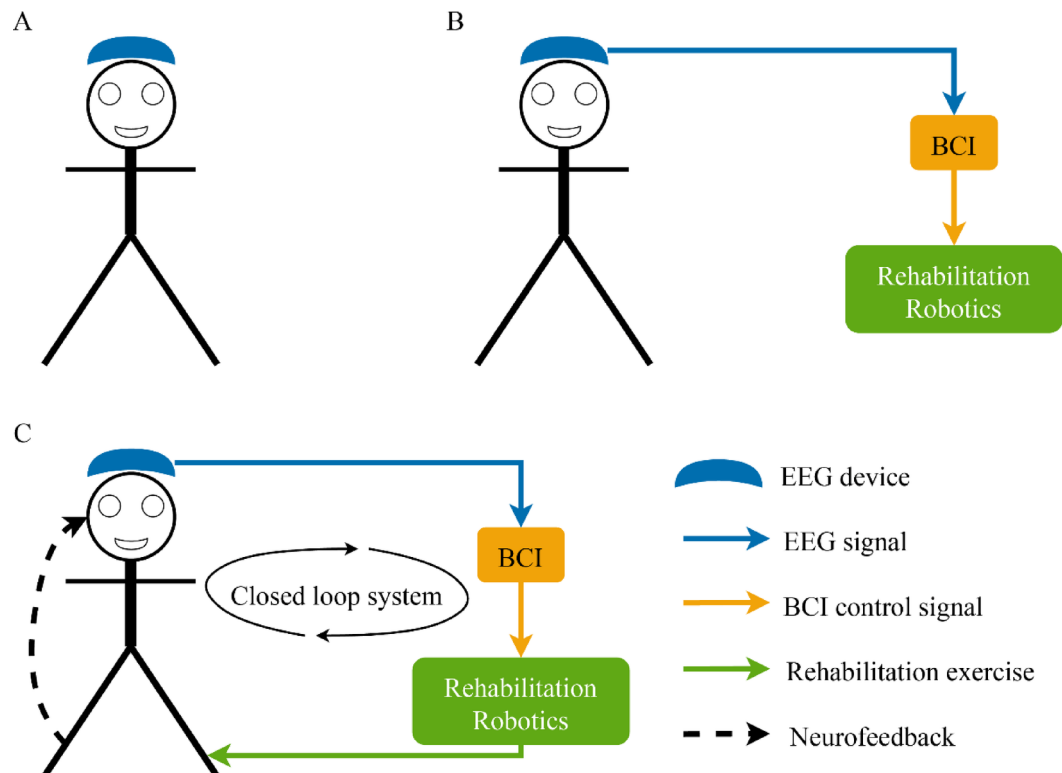 A
B
BCI
Rehabilitation
Robotics
C
BCI
Closed loop system
Rehabilitation
Robotics
EEG device
EEG signal
BCI control signal
Rehabilitation exercise
Neurofeedback